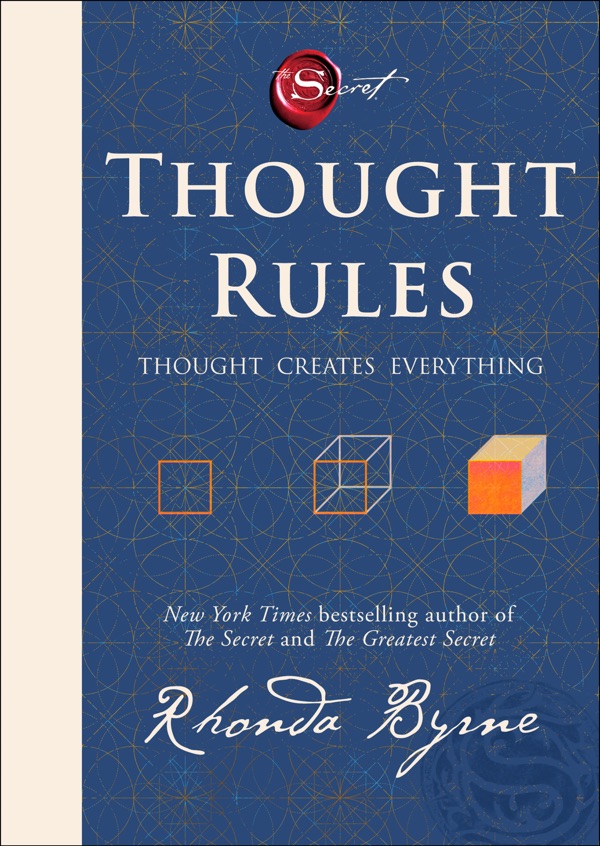 the Secret
THOUGHT
RULES
THOUGHT CREATES EVERYTHING
New York Times bestselling author of
The Secret and The Greatest Secret
Rhonda Byrne